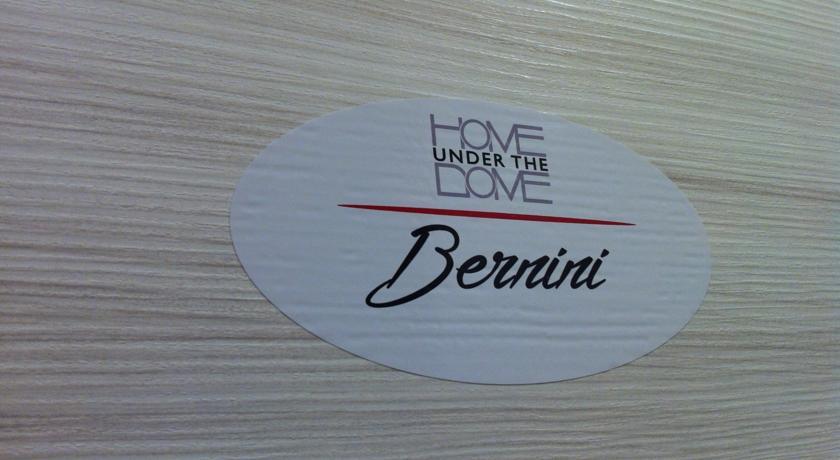 HOME
UNDER THE
DOME
Bernini